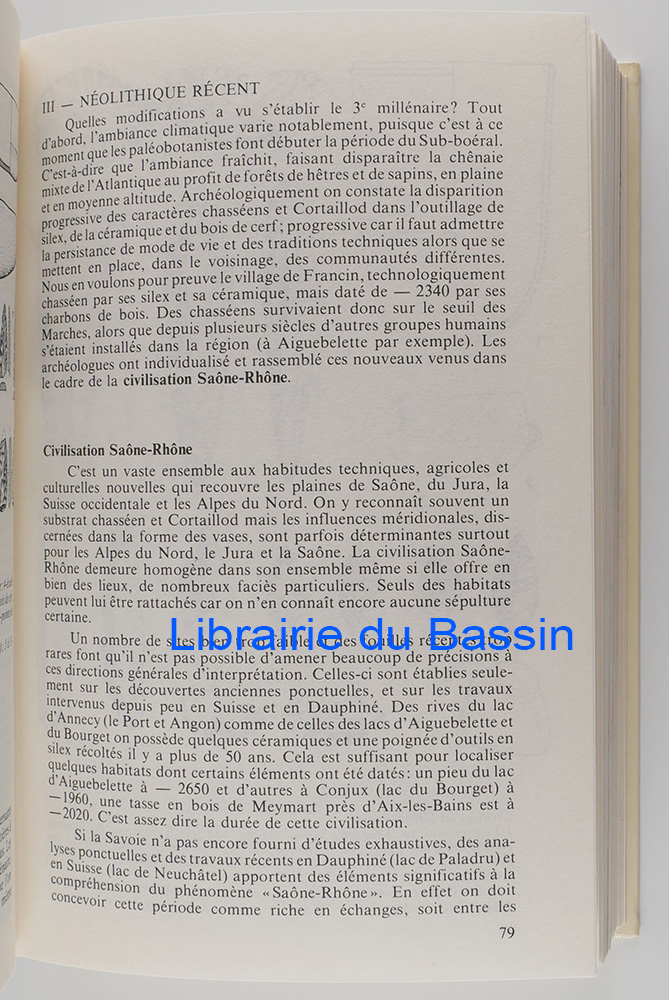 III — NÉOLITHIQUE RÉCENT
Quelles modifications a vu s'établir le 3e millénaire? Tout
d'abord, l'ambiance climatique varie notablement, puisque c'est à ce
moment que les paléobotanistes font débuter la période du Sub-boéral.
C'est-à-dire que l'ambiance fraîchit, faisant disparaître la chênaie
mixte de l'Atlantique au profit de forêts de hêtres et de sapins, en plaine
et en moyenne altitude. Archéologiquement on constate la disparition
progressive des caractères chasséens et Cortaillod dans l'outillage de
silex, de la céramique et du bois de cerf; progressive car il faut admettre
la persistance de mode de vie et des traditions techniques alors que se
mettent en place, dans le voisinage, des communautés différentes.
Nous en voulons pour preuve le village de Francin, technologiquement
chasséen par ses silex et sa céramique, mais daté de — 2340 par ses
charbons de bois. Des chasséens survivaient donc sur le seuil des
Marches, alors que depuis plusieurs siècles d'autres groupes humains
s'étaient installés dans la région (à Aiguebelette par exemple). Les
archéologues ont individualisé et rassemblé ces nouveaux venus dans
le cadre de la civilisation Saône-Rhône.
Civilisation Saône-Rhône
C'est un vaste ensemble aux habitudes techniques, agricoles et
culturelles nouvelles qui recouvre les plaines de Saône, du Jura, la
Suisse occidentale et les Alpes du Nord. On y reconnaît souvent un
substrat chasséen et Cortaillod mais les influences méridionales, dis-
cernées dans la forme des vases, sont parfois déterminantes surtout
pour les Alpes du Nord, le Jura et la Saône. La civilisation Saône-
Rhône demeure homogène dans son ensemble même si elle offre en
bien des lieux, de nombreux faciès particuliers. Seuls des habitats
peuvent lui être rattachés car on n'en connaît encore aucune sépulture
certaine.
Un nombre de sites bien trop faible et des fouilles récentes trop
rares font qu'il n'est pas possible d'amener beaucoup de précisions à
ces directions générales d'interprétation. Celles-ci sont établies seule-
ment sur les découvertes anciennes ponctuelles, et sur les travaux
intervenus depuis peu en Suisse et en Dauphiné. Des rives du lac
d'Annecy (le Port et Angon) comme de celles des lacs d'Aiguebelette et
du Bourget on possède quelques céramiques et une poignée d'outils en
silex récoltés il y a plus de 50 ans. Cela est suffisant pour localiser
quelques habitats dont certains éléments ont été datés : un pieu du lac
d'Aiguebelette à — 2650 et d'autres à Conjux (lac du Bourget) à
—1960, une tasse en bois de Meymart près d'Aix-les-Bains est à
—2020. C'est assez dire la durée de cette civilisation.
Si la Savoie n'a pas encore fourni d'études exhaustives, des ana-
lyses ponctuelles et des travaux récents en Dauphiné (lac de Paladru) et
en Suisse (lac de Neuchâtel) apportent des éléments significatifs à la
compréhension du phénomène «Saône-Rhône». En effet on doit
concevoir cette période comme riche en échanges, soit entre les
79
Librairie du Bassin